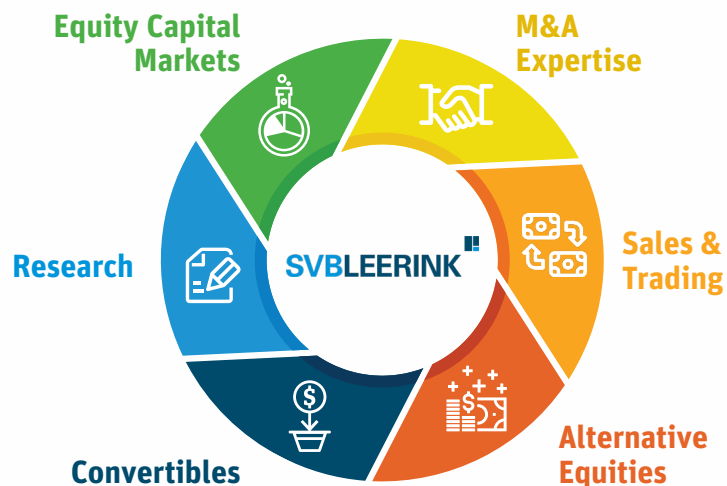 Equity Capital
Markets
M&A
Expertise
Research
SVBLEERINK
Sales &
Trading
$
$
Convertibles
Alternative
Equities